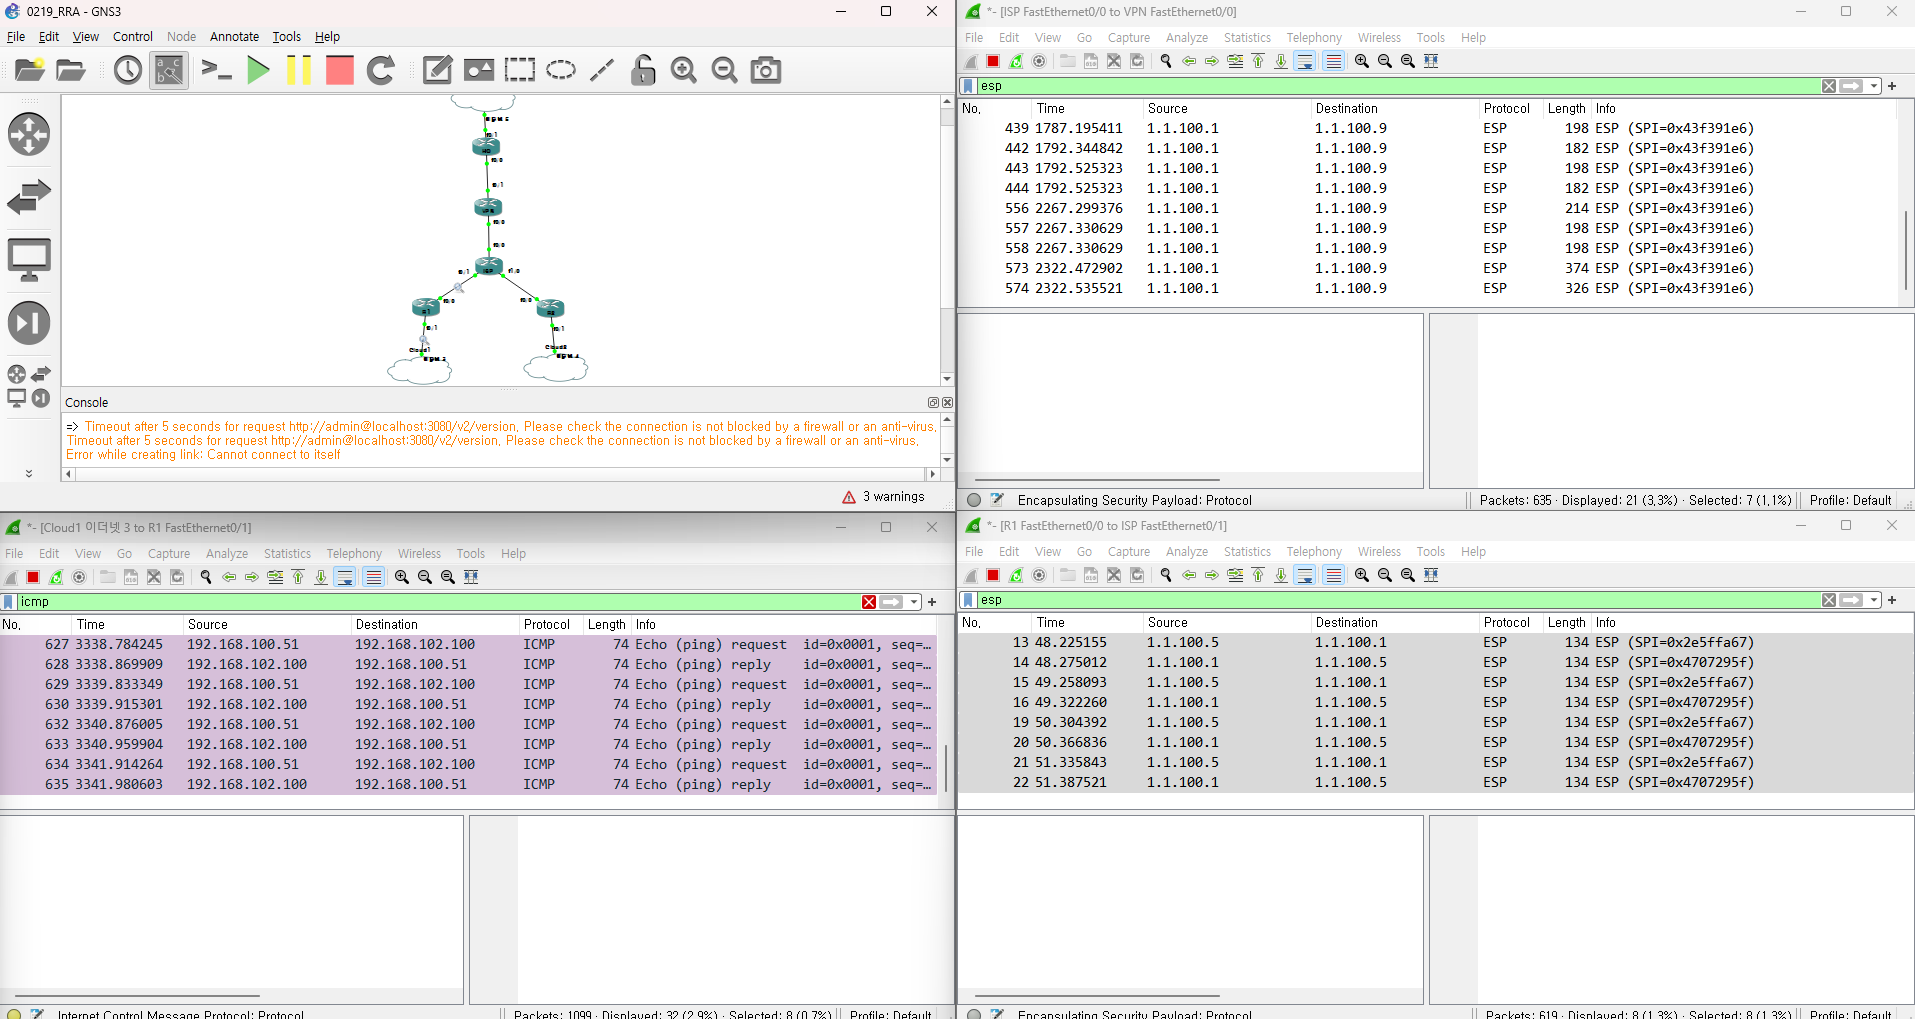 0219_RRA - GNS3
File Edit View Control Node Annotate Tools Help
f0/1
HQ
f0/0
f0/1
VPN
f0/0
f0/0
ISP
f0/1 f1/0
f0/0 f0/0
R1
f0/1 f0/1
Cloud1
Console
=> Timeout after 5 seconds for request http://admin@localhost:3080/v2/version. Please check the connection is not blocked by a firewall or an anti-virus.
Timeout after 5 seconds for request http://admin@localhost:3080/v2/version. Please check the connection is not blocked by a firewall or an anti-virus.
Error while creating link: Cannot connect to itself
3 warnings
*- [ISP FastEthernet0/0 to VPN FastEthernet0/0]
File Edit View Go Capture Analyze Statistics Telephony Wireless Tools Help
esp
No. Time Source Destination Protocol Length Info
439 1787.195411 1.1.100.1 1.1.100.9 ESP 198 ESP (SPI=0x43f391e6)
442 1792.344842 1.1.100.1 1.1.100.9 ESP 182 ESP (SPI=0x43f391e6)
443 1792.525323 1.1.100.1 1.1.100.9 ESP 198 ESP (SPI=0x43f391e6)
444 1792.525323 1.1.100.1 1.1.100.9 ESP 182 ESP (SPI=0x43f391e6)
556 2267.299376 1.1.100.1 1.1.100.9 ESP 214 ESP (SPI=0x43f391e6)
557 2267.330629 1.1.100.1 1.1.100.9 ESP 198 ESP (SPI=0x43f391e6)
558 2267.330629 1.1.100.1 1.1.100.9 ESP 198 ESP (SPI=0x43f391e6)
573 2322.472902 1.1.100.1 1.1.100.9 ESP 374 ESP (SPI=0x43f391e6)
574 2322.535521 1.1.100.1 1.1.100.9 ESP 326 ESP (SPI=0x43f391e6)
Encapsulating Security Payload: Protocol Packets: 635 · Displayed: 21 (3.3%) · Selected: 7 (1.1%) Profile: Default
*- [Cloud1 이더넷 3 to R1 FastEthernet0/1]
File Edit View Go Capture Analyze Statistics Telephony Wireless Tools Help
icmp
No. Time Source Destination Protocol Length Info
627 3338.784245 192.168.100.51 192.168.102.100 ICMP 74 Echo (ping) request id=0x0001, seq=…
628 3338.869909 192.168.102.100 192.168.100.51 ICMP 74 Echo (ping) reply id=0x0001, seq=…
629 3339.833349 192.168.100.51 192.168.102.100 ICMP 74 Echo (ping) request id=0x0001, seq=…
630 3339.915301 192.168.102.100 192.168.100.51 ICMP 74 Echo (ping) reply id=0x0001, seq=…
632 3340.876005 192.168.100.51 192.168.102.100 ICMP 74 Echo (ping) request id=0x0001, seq=…
633 3340.959904 192.168.102.100 192.168.100.51 ICMP 74 Echo (ping) reply id=0x0001, seq=…
634 3341.914264 192.168.100.51 192.168.102.100 ICMP 74 Echo (ping) request id=0x0001, seq=…
635 3341.980603 192.168.102.100 192.168.100.51 ICMP 74 Echo (ping) reply id=0x0001, seq=…
Internet Control Message Protocol: Protocol Packets: 1099 · Displayed: 32 (2.9%) · Selected: 8 (0.7%) Profile: Default
*- [R1 FastEthernet0/0 to ISP FastEthernet0/1]
File Edit View Go Capture Analyze Statistics Telephony Wireless Tools Help
esp
No. Time Source Destination Protocol Length Info
13 48.225155 1.1.100.5 1.1.100.1 ESP 134 ESP (SPI=0x2e5ffa67)
14 48.275012 1.1.100.1 1.1.100.5 ESP 134 ESP (SPI=0x4707295f)
15 49.258093 1.1.100.5 1.1.100.1 ESP 134 ESP (SPI=0x2e5ffa67)
16 49.322260 1.1.100.1 1.1.100.5 ESP 134 ESP (SPI=0x4707295f)
19 50.304392 1.1.100.5 1.1.100.1 ESP 134 ESP (SPI=0x2e5ffa67)
20 50.366836 1.1.100.1 1.1.100.5 ESP 134 ESP (SPI=0x4707295f)
21 51.335843 1.1.100.5 1.1.100.1 ESP 134 ESP (SPI=0x2e5ffa67)
22 51.387521 1.1.100.1 1.1.100.5 ESP 134 ESP (SPI=0x4707295f)
Encapsulating Security Payload: Protocol Packets: 619 · Displayed: 8 (1.3%) · Selected: 8 (1.3%) Profile: Default